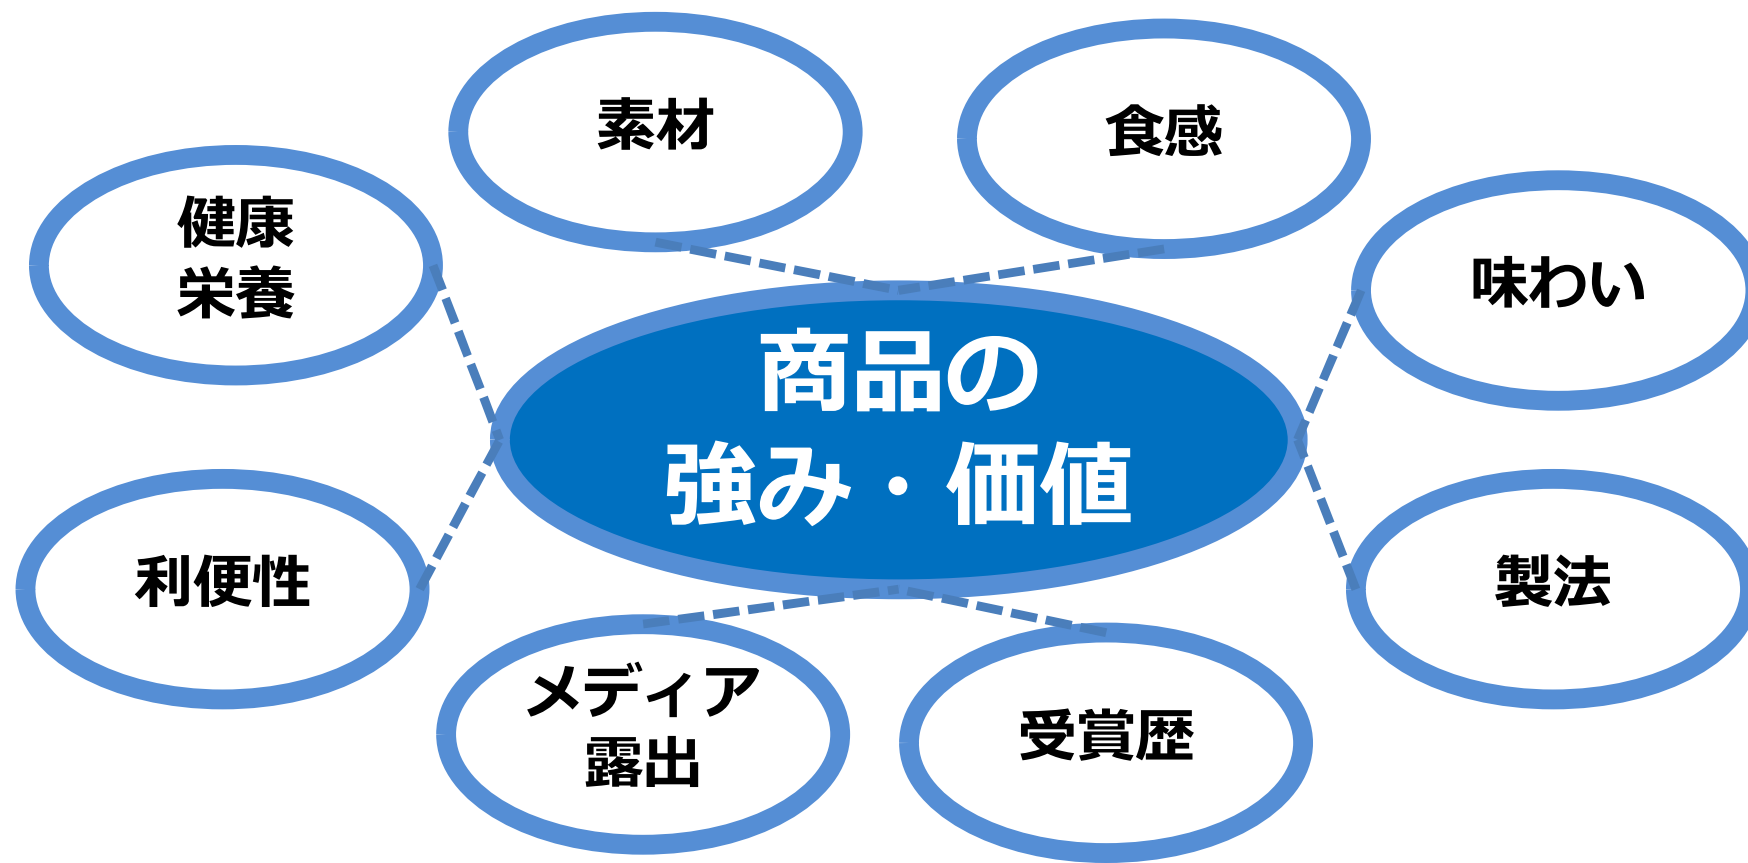 素材
食感
健康
栄養
味わい
商品の
強み・価値
利便性
製法
メディア
露出
受賞歴